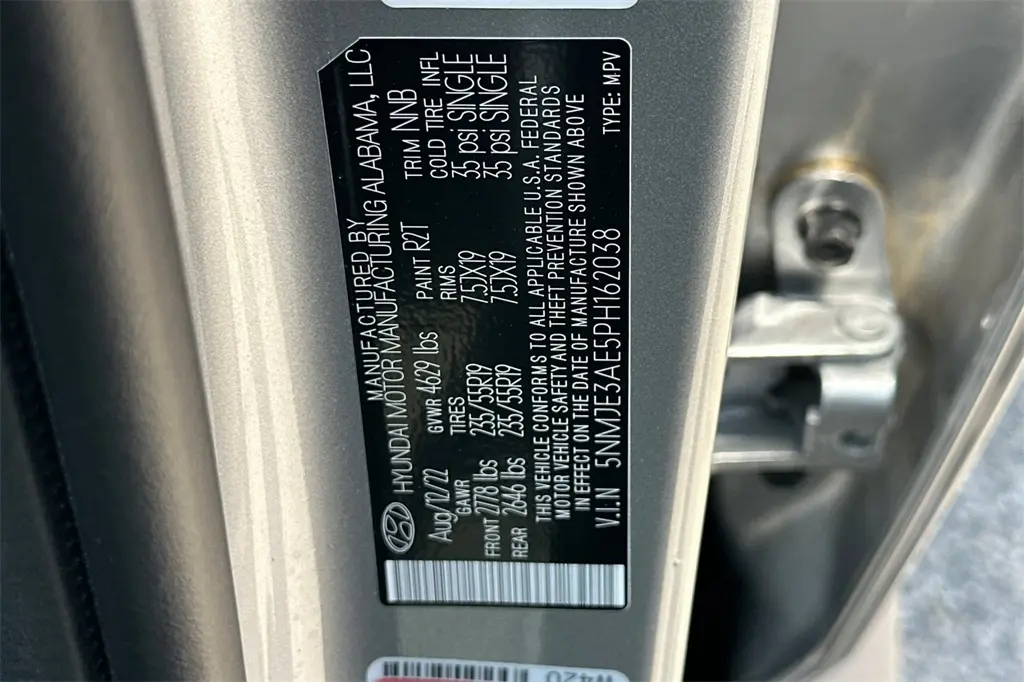 MANUFACTURED BY
HYUNDAI MOTOR MANUFACTURING ALABAMA, LLC
Aug/12/22 GVWR 4629 lbs PAINT R2T TRIM NNB
GAWR TIRES RIMS COLD TIRE INFL
FRONT 2778 lbs 235/55R19 7.5JX19 35 psi SINGLE
REAR 2646 lbs 235/55R19 7.5JX19 35 psi SINGLE
THIS VEHICLE CONFORMS TO ALL APPLICABLE U.S.A. FEDERAL
MOTOR VEHICLE SAFETY AND THEFT PREVENTION STANDARDS
IN EFFECT ON THE DATE OF MANUFACTURE SHOWN ABOVE
V.I.N 5NMJE3AE5PH162038 TYPE: MPV
W420